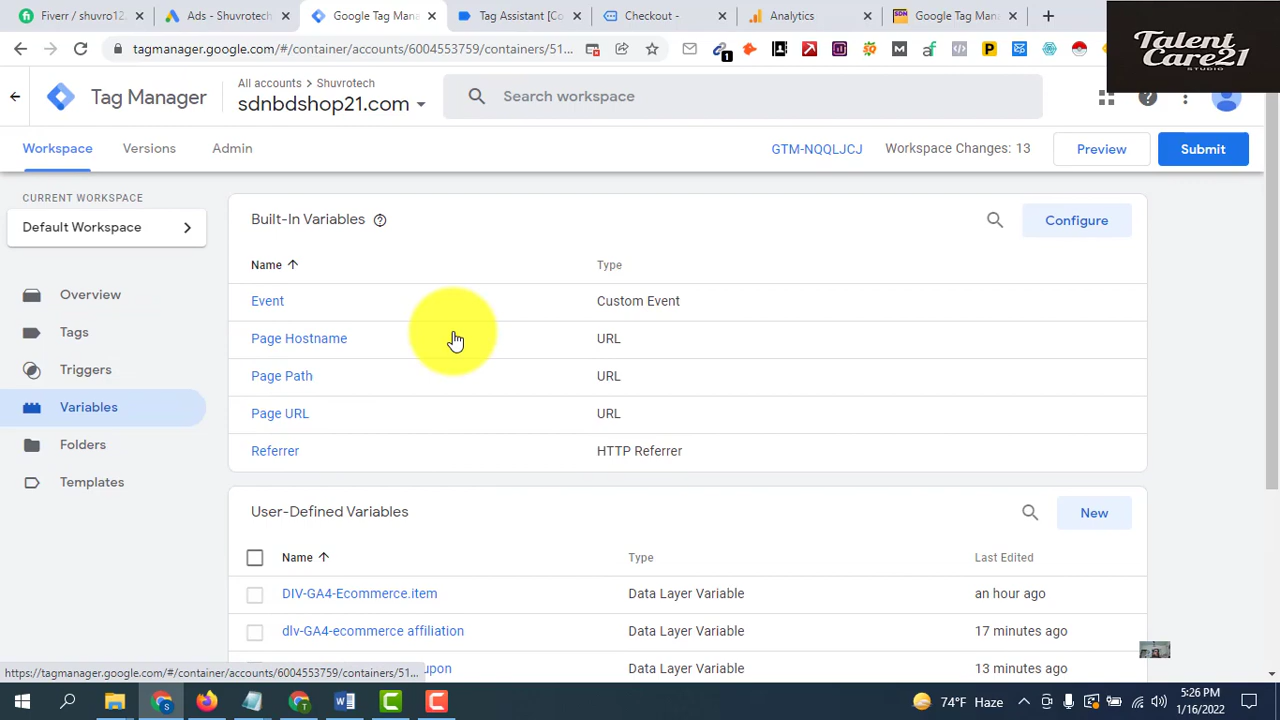 Fiverr / shuvro12
Ads - Shuvrotech
Google Tag Mana
Tag Assistant [Co
Checkout -
Analytics
Google Tag Mana
tagmanager.google.com/#/container/accounts/6004553759/containers/51...
Talent
Care21
STUDIO
Tag Manager
All accounts > Shuvrotech
sdnbdshop21.com
Search workspace
Workspace
Versions
Admin
GTM-NQQLJCJ
Workspace Changes: 13
Preview
Submit
CURRENT WORKSPACE
Default Workspace
Overview
Tags
Triggers
Variables
Folders
Templates
Built-In Variables
Configure
Name Type
Event Custom Event
Page Hostname URL
Page Path URL
Page URL URL
Referrer HTTP Referrer
User-Defined Variables
New
Name Type Last Edited
DIV-GA4-Ecommerce.item Data Layer Variable an hour ago
dlv-GA4-ecommerce affiliation Data Layer Variable 17 minutes ago
upon Data Layer Variable 13 minutes ago
https://tagmanager.google.com/#/container/accounts/6004553759/containers/51...
74°F Haze
5:26 PM
1/16/2022